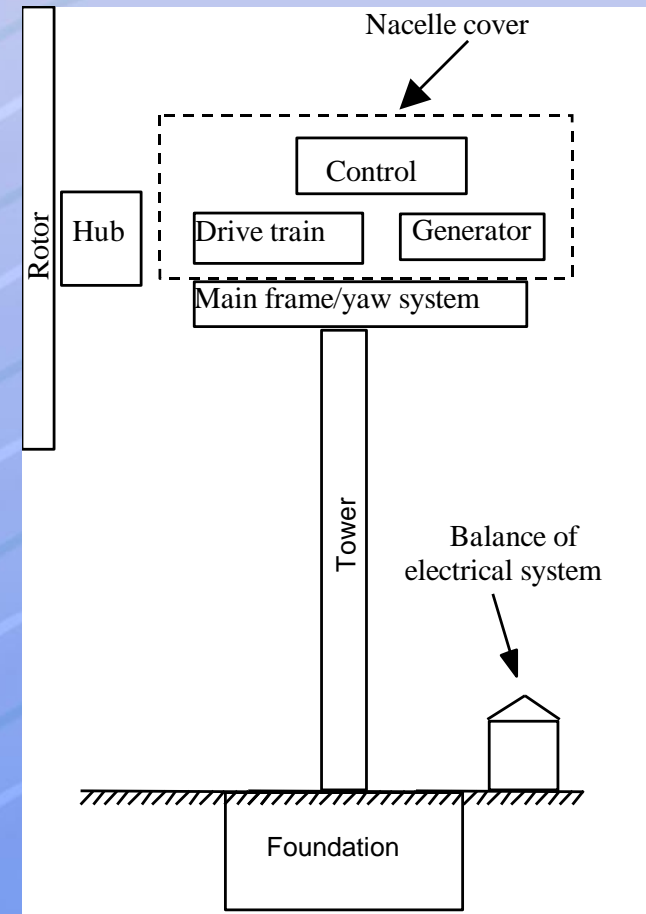 Nacelle cover
Control
Rotor
Hub
Drive train
Generator
Main frame/yaw system
Tower
Balance of
electrical system
Foundation